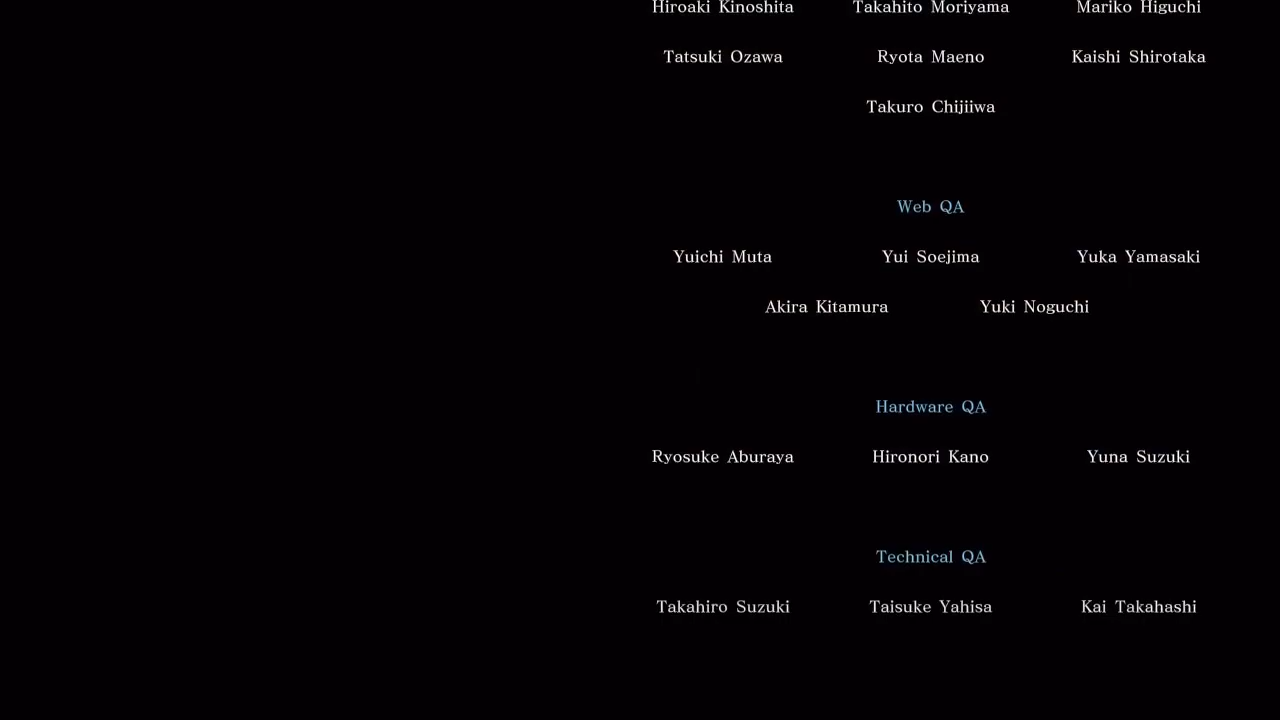 Hiroaki Kinoshita Takahito Moriyama Mariko Higuchi
Tatsuki Ozawa Ryota Maeno Kaishi Shirotaka
Takuro Chijiiwa
Web QA
Yuichi Muta Yui Soejima Yuka Yamasaki
Akira Kitamura Yuki Noguchi
Hardware QA
Ryosuke Aburaya Hironori Kano Yuna Suzuki
Technical QA
Takahiro Suzuki Taisuke Yahisa Kai Takahashi